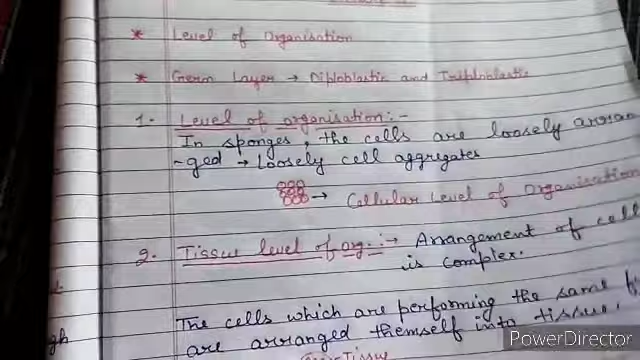 * Level of Organisation
* Germ Layer → Diploblastic and Triploblastic
1. Level of organisation:-
In sponges, the cells are loosely arran
-ged → Loosely cell aggregates
→ Cellular Level of Organisation
2. Tissue level of org.:→ Arrangement of cell
is complex.
The cells which are performing the same f
are arranged themself into tissue.
Tissu
PowerDirector